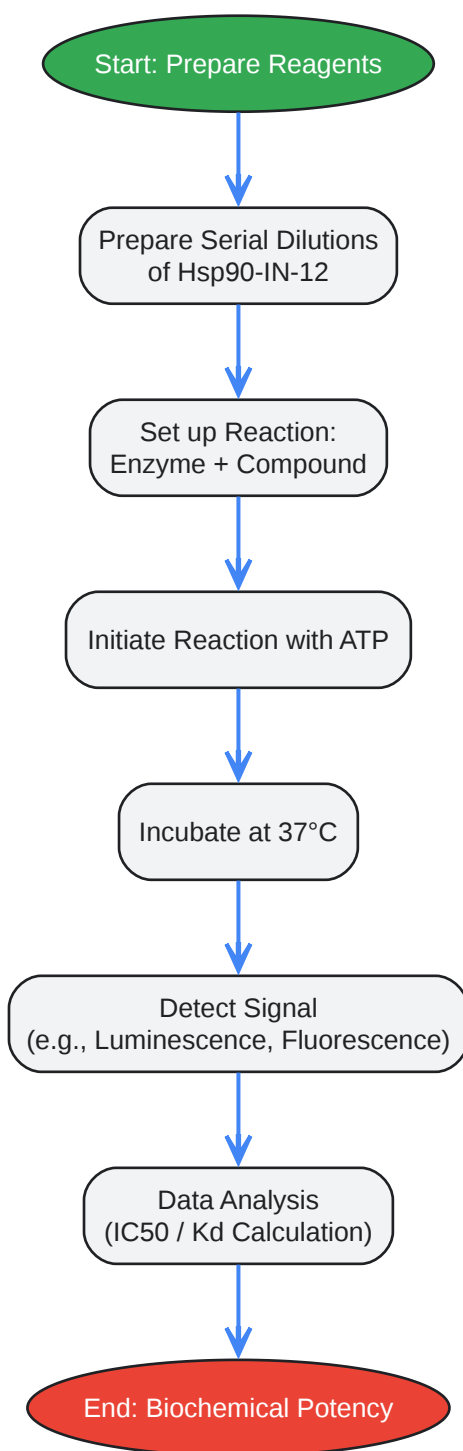 Start: Prepare Reagents
Prepare Serial Dilutions
of Hsp90-IN-12
Set up Reaction:
Enzyme + Compound
Initiate Reaction with ATP
Incubate at 37°C
Detect Signal
(e.g., Luminescence, Fluorescence)
Data Analysis
(IC50 / Kd Calculation)
End: Biochemical Potency